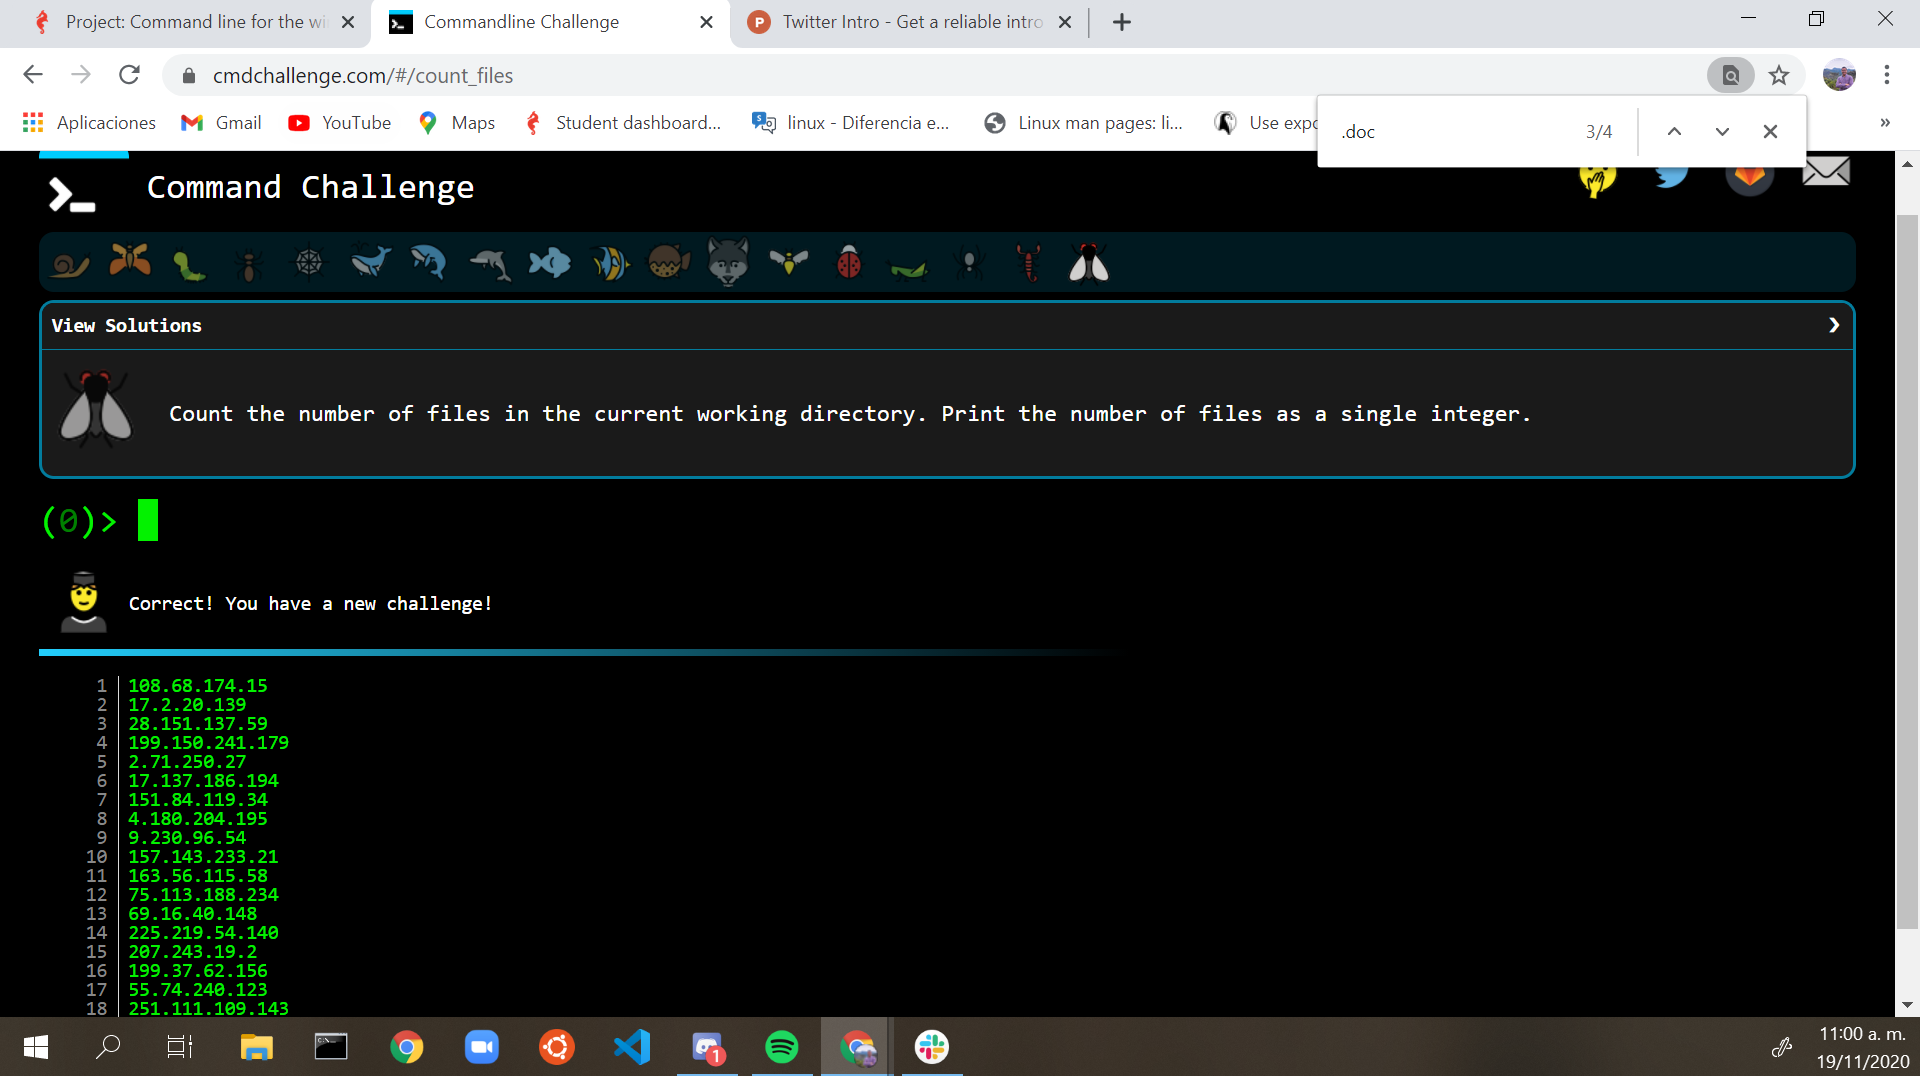 Project: Command line for the wi
Commandline Challenge
P
Twitter Intro - Get a reliable intro
cmdchallenge.com/#/count_files
Aplicaciones
Gmail
YouTube
Maps
Student dashboard...
linux - Diferencia e...
Linux man pages: li...
Use expo
»
.doc
3/4
Command Challenge
View Solutions
Count the number of files in the current working directory. Print the number of files as a single integer.
(0)>
Correct! You have a new challenge!
1 108.68.174.15
2 17.2.20.139
3 28.151.137.59
4 199.150.241.179
5 2.71.250.27
6 17.137.186.194
7 151.84.119.34
8 4.180.204.195
9 9.230.96.54
10 157.143.233.21
11 163.56.115.58
12 75.113.188.234
13 69.16.40.148
14 225.219.54.140
15 207.243.19.2
16 199.37.62.156
17 55.74.240.123
18 251.111.109.143
1
11:00 a. m.
19/11/2020